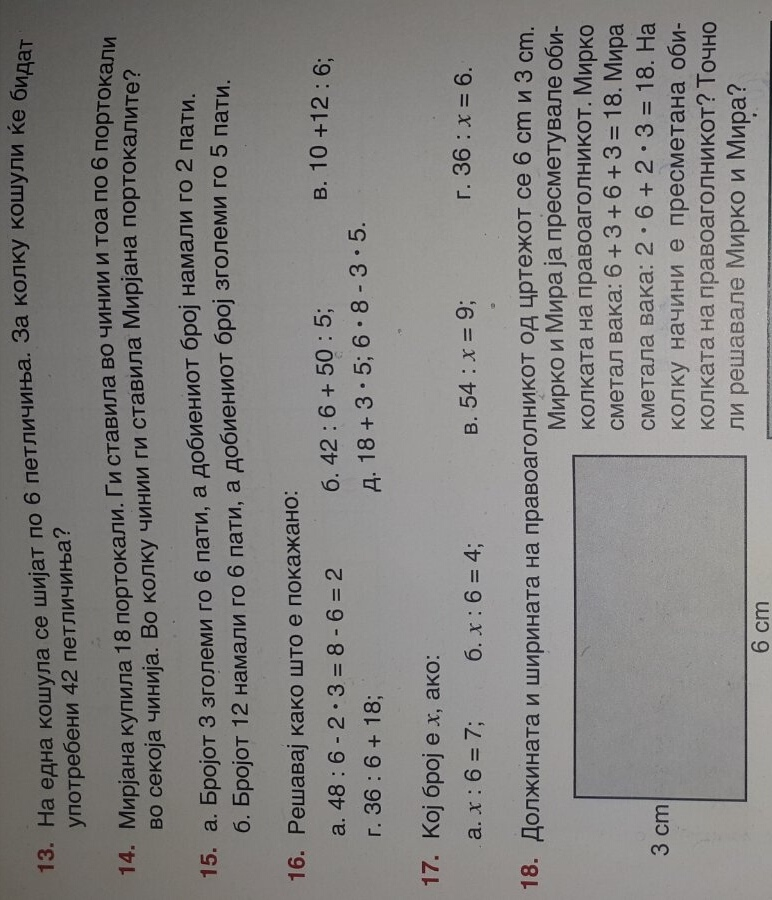 13. На една кошула се шијат по 6 петличиња. За колку кошули ќе бидат
употребени 42 петличиња?
14. Мирјана купила 18 портокали. Ги ставила во чинии и тоа по 6 портокали
во секоја чинија. Во колку чинии ги ставила Мирјана портокалите?
15. а. Бројот 3 зголеми го 6 пати, а добиениот број намали го 2 пати.
б. Бројот 12 намали го 6 пати, а добиениот број зголеми го 5 пати.
16. Решавај како што е покажано:
а. 48 : 6 - 2 • 3 = 8 - 6 = 2 б. 42 : 6 + 50 : 5; в. 10 +12 : 6;
г. 36 : 6 + 18; д. 18 + 3 • 5; 6 • 8 - 3 • 5.
17. Кој број е x, ако:
а. x : 6 = 7; б. x : 6 = 4; в. 54 : x = 9; г. 36 : x = 6.
18. Должината и ширината на правоаголникот од цртежот се 6 cm и 3 cm.
Мирко и Мира ја пресметувале оби-
колката на правоаголникот. Мирко
сметал вака: 6 + 3 + 6 + 3 = 18. Мира
сметала вака: 2 • 6 + 2 • 3 = 18. На
колку начини е пресметана оби-
колката на правоаголникот? Точно
ли решавале Мирко и Мира?
3 cm
6 cm